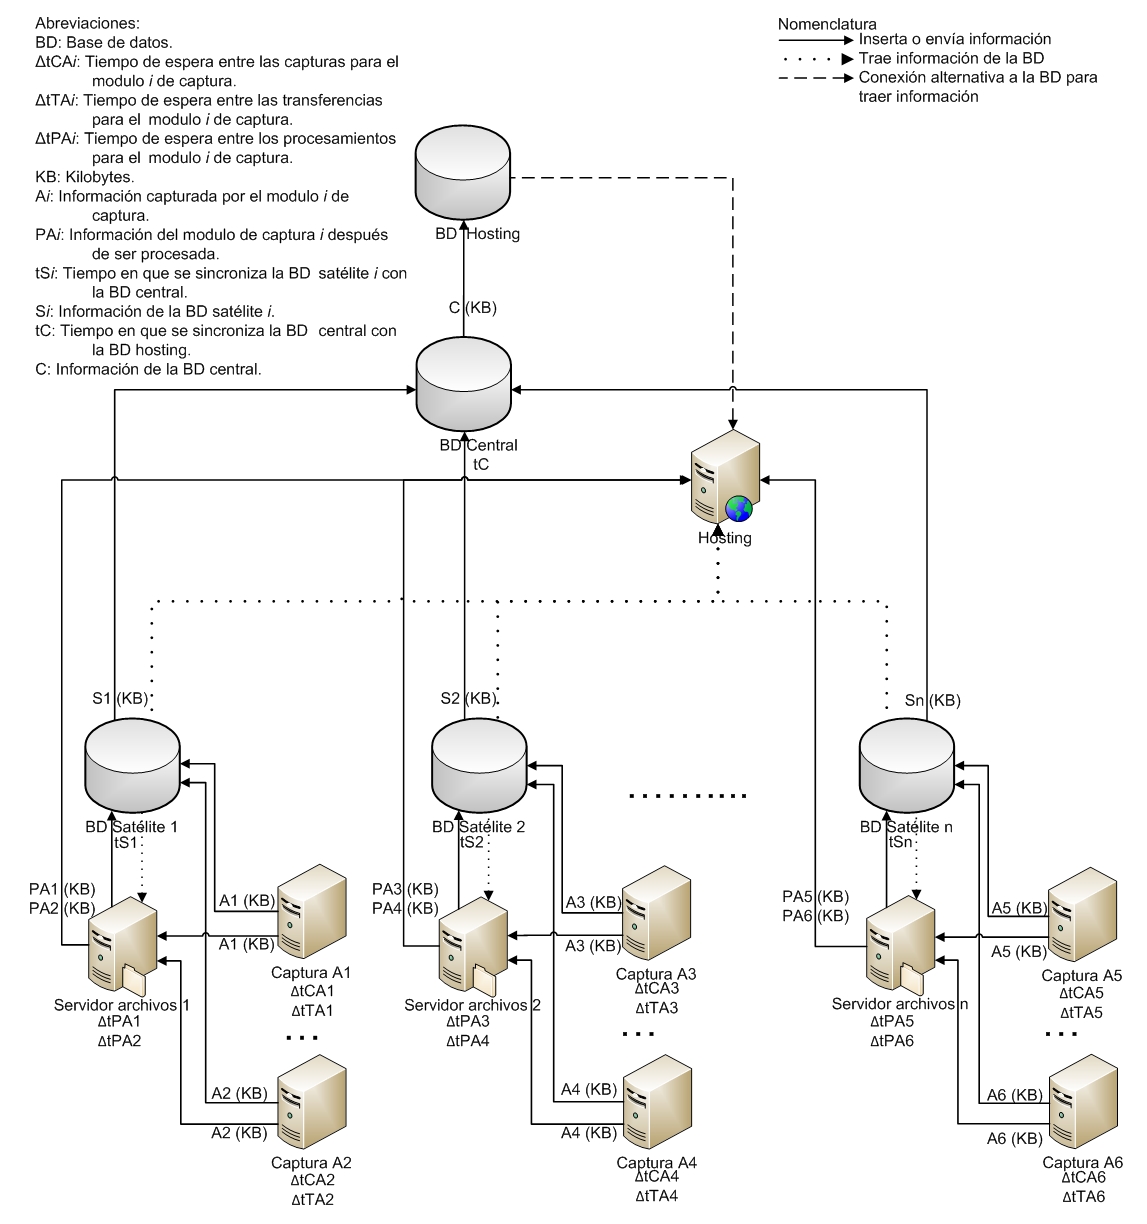 Abreviaciones:
BD: Base de datos.
ΔtCAi: Tiempo de espera entre las capturas para el
modulo i de captura.
ΔtTAi: Tiempo de espera entre las transferencias
para el modulo i de captura.
ΔtPAi: Tiempo de espera entre los procesamientos
para el modulo i de captura.
KB: Kilobytes.
Ai: Información capturada por el modulo i de
captura.
PAi: Información del modulo de captura i después
de ser procesada.
tSi: Tiempo en que se sincroniza la BD satélite i con
la BD central.
Si: Información de la BD satélite i.
tC: Tiempo en que se sincroniza la BD central con
la BD hosting.
C: Información de la BD central.
Nomenclatura
Inserta o envía información
Trae información de la BD
Conexión alternativa a la BD para
traer información
BD Hosting
C (KB)
BD Central
tC
Hosting
S1 (KB)
S2 (KB)
Sn (KB)
BD Satélite 1
tS1
BD Satélite 2
tS2
BD Satélite n
tSn
PA1 (KB)
PA2 (KB)
A1 (KB)
A1 (KB)
Captura A1
ΔtCA1
ΔtTA1
Servidor archivos 1
ΔtPA1
ΔtPA2
A2 (KB)
A2 (KB)
Captura A2
ΔtCA2
ΔtTA2
PA3 (KB)
PA4 (KB)
A3 (KB)
A3 (KB)
Captura A3
ΔtCA3
ΔtTA3
Servidor archivos 2
ΔtPA3
ΔtPA4
A4 (KB)
A4 (KB)
Captura A4
ΔtCA4
ΔtTA4
PA5 (KB)
PA6 (KB)
A5 (KB)
A5 (KB)
Captura A5
ΔtCA5
ΔtTA5
Servidor archivos n
ΔtPA5
ΔtPA6
A6 (KB)
A6 (KB)
Captura A6
ΔtCA6
ΔtTA6